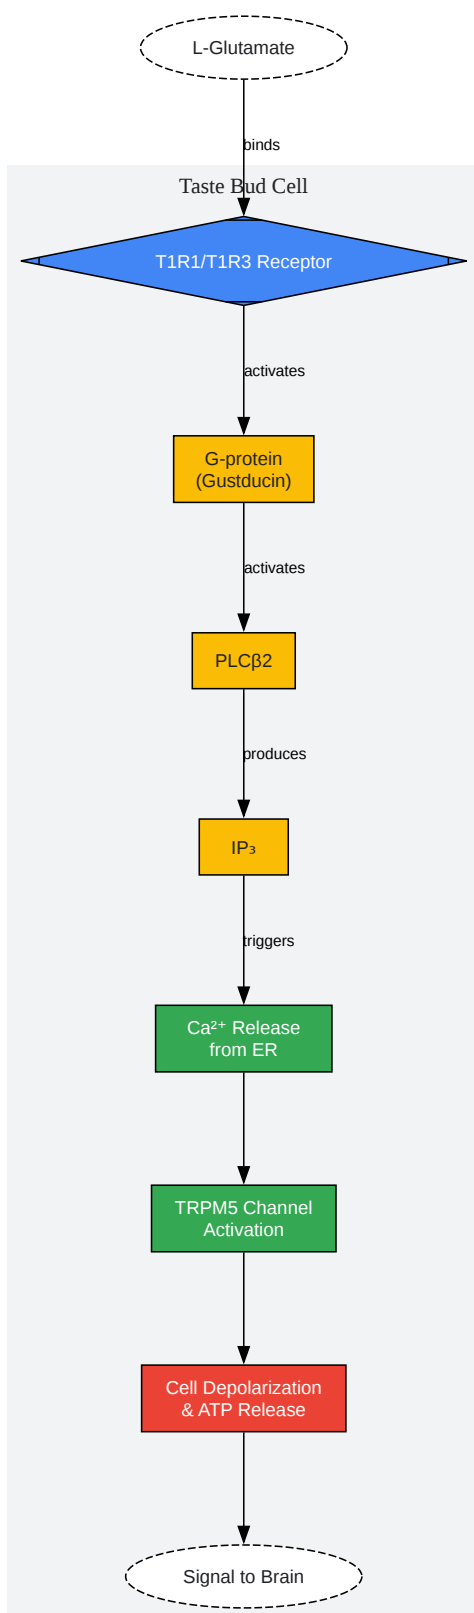 L-Glutamate
binds
Taste Bud Cell
T1R1/T1R3 Receptor
activates
G-protein
(Gustducin)
activates
PLCβ2
produces
IP₃
triggers
Ca²⁺ Release
from ER
TRPM5 Channel
Activation
Cell Depolarization
& ATP Release
Signal to Brain